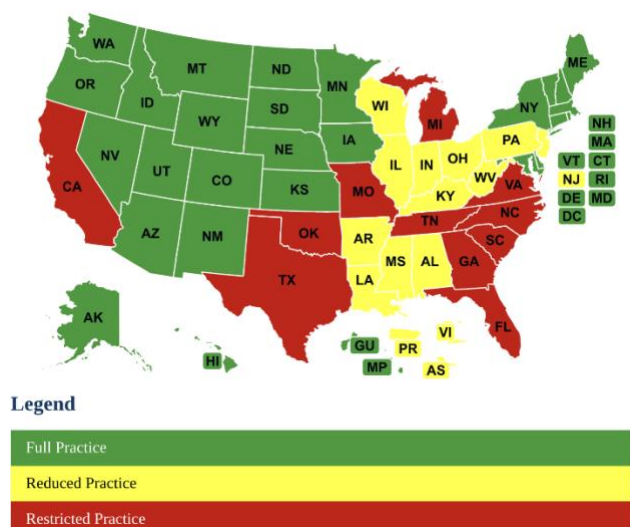 WA
MT
ND
MN
ME
OR
ID
SD
WI
MI
NY
WY
IA
PA
NH
MA
NV
NE
IL
IN
OH
VT
CT
UT
CO
KS
MO
WV
VA
NJ
RI
CA
KY
DE
MD
AZ
NM
OK
AR
TN
NC
DC
TX
MS
AL
GA
SC
LA
FL
AK
HI
GU
PR
VI
MP
AS
Legend
Full Practice
Reduced Practice
Restricted Practice